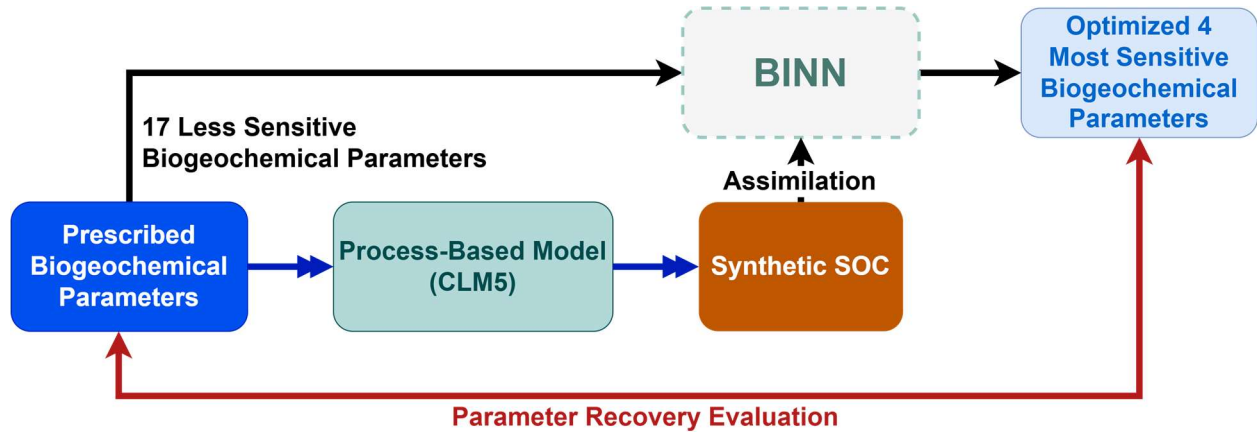 BINN
Optimized 4
Most Sensitive
Biogeochemical
Parameters
17 Less Sensitive
Biogeochemical Parameters
Assimilation
Prescribed
Biogeochemical
Parameters
Process-Based Model
(CLM5)
Synthetic SOC
Parameter Recovery Evaluation